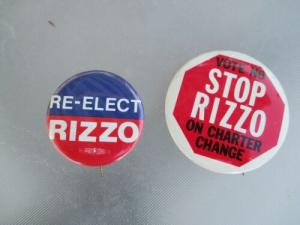 RE-ELECT
RIZZO
VOTE NO
STOP
RIZZO
ON CHARTER
CHANGE